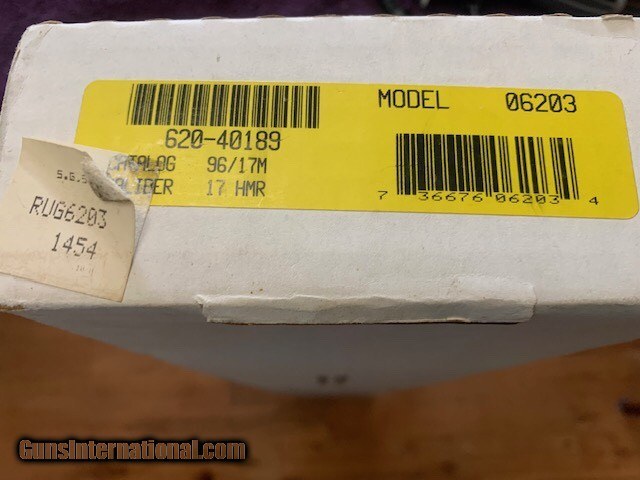 MODEL 06203
620-40189
CATALOG 96/17M
CALIBER 17 HMR
7 36676 06203 4
S.G.S
RUG6203
1454
GunsInternational.com